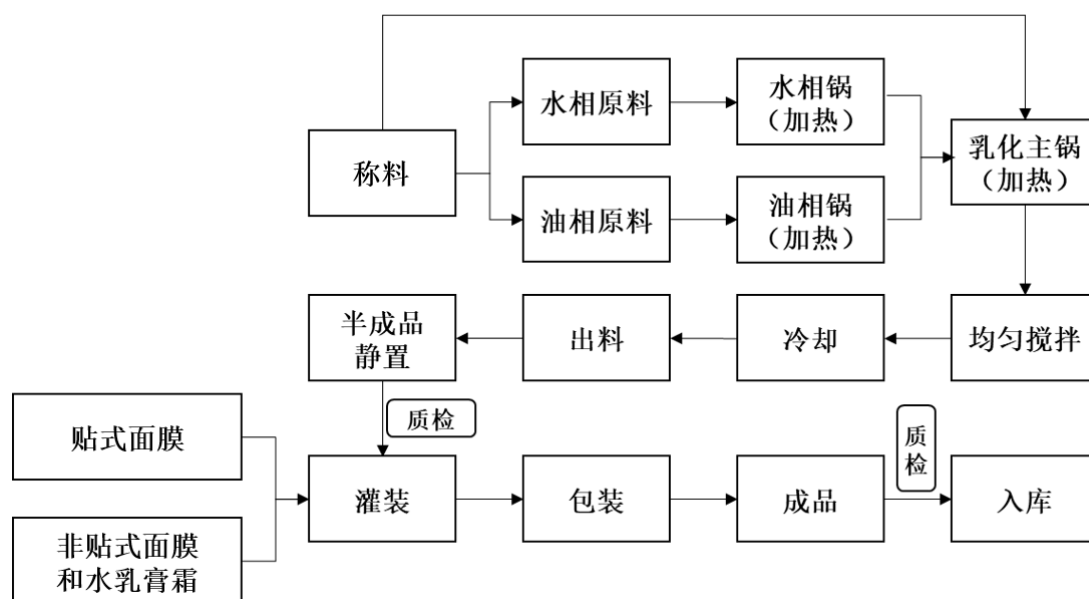 水相原料
水相锅
（加热）
称料
乳化主锅
（加热）
油相原料
油相锅
（加热）
半成品
静置
出料
冷却
均匀搅拌
质检
质
检
贴式面膜
灌装
包装
成品
入库
非贴式面膜
和水乳膏霜